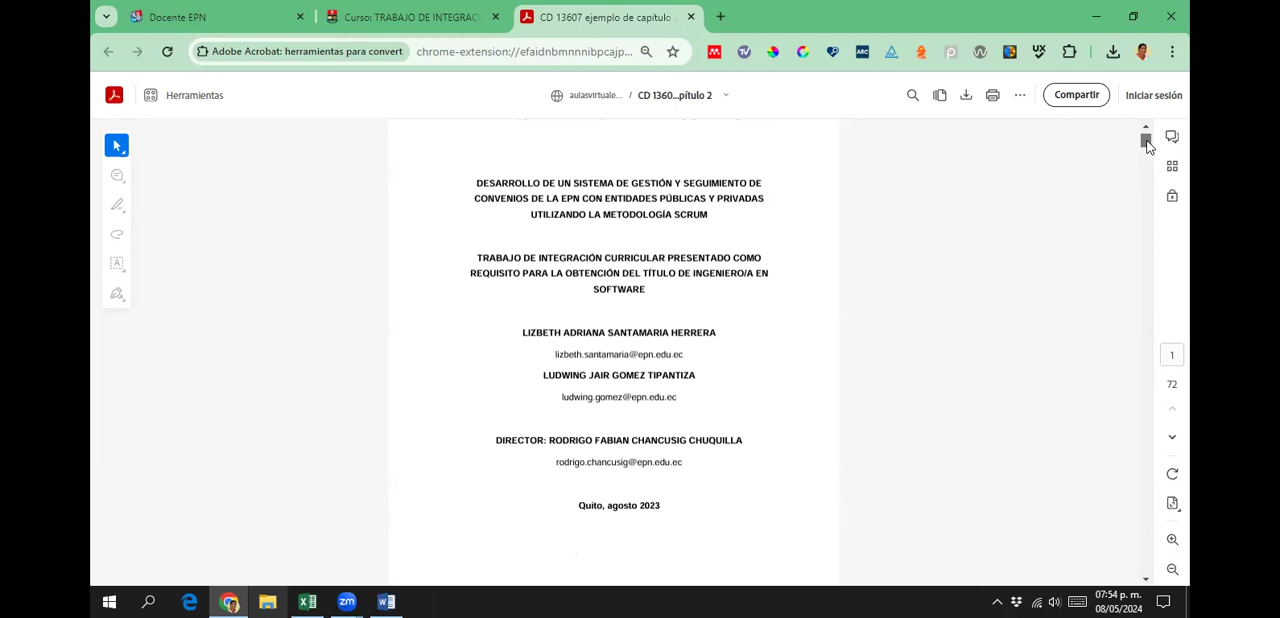 Docente EPN
Curso: TRABAJO DE INTEGRAC
CD 13607 ejemplo de capítulo
Adobe Acrobat: herramientas para convert
chrome-extension://efaidnbmnnnibpcajp...
Herramientas
aulasvirtuale... / CD 1360...pítulo 2
Compartir
Iniciar sesión
DESARROLLO DE UN SISTEMA DE GESTIÓN Y SEGUIMIENTO DE
CONVENIOS DE LA EPN CON ENTIDADES PÚBLICAS Y PRIVADAS
UTILIZANDO LA METODOLOGÍA SCRUM
TRABAJO DE INTEGRACIÓN CURRICULAR PRESENTADO COMO
REQUISITO PARA LA OBTENCIÓN DEL TÍTULO DE INGENIERO/A EN
SOFTWARE
LIZBETH ADRIANA SANTAMARIA HERRERA
lizbeth.santamaria@epn.edu.ec
LUDWING JAIR GOMEZ TIPANTIZA
ludwing.gomez@epn.edu.ec
DIRECTOR: RODRIGO FABIAN CHANCUSIG CHUQUILLA
rodrigo.chancusig@epn.edu.ec
Quito, agosto 2023
1
72
07:54 p. m.
08/05/2024